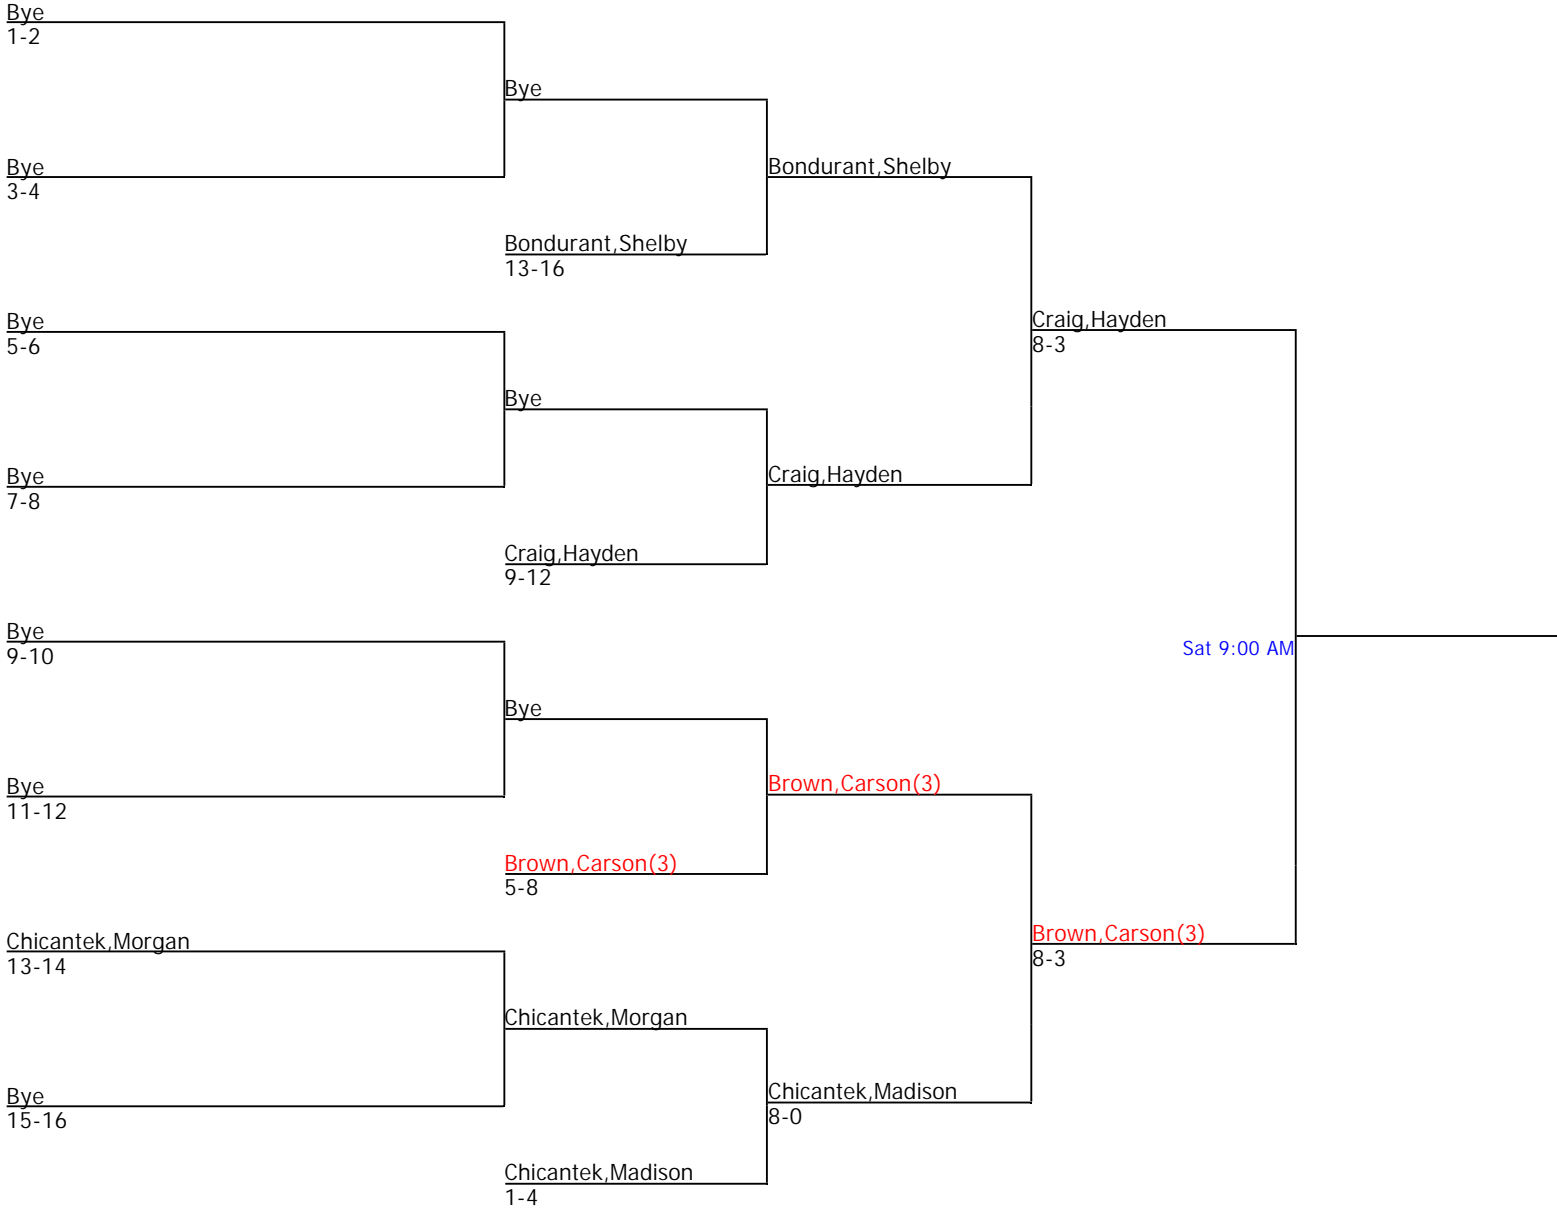 Bye
1-2
Bye
Bye
3-4
Bondurant,Shelby
Bondurant,Shelby
13-16
Bye
5-6
Craig,Hayden
8-3
Bye
Bye
7-8
Craig,Hayden
Craig,Hayden
9-12
Bye
9-10
Sat 9:00 AM
Bye
Bye
11-12
Brown,Carson(3)
Brown,Carson(3)
5-8
Chicantek,Morgan
13-14
Brown,Carson(3)
8-3
Chicantek,Morgan
Bye
15-16
Chicantek,Madison
8-0
Chicantek,Madison
1-4